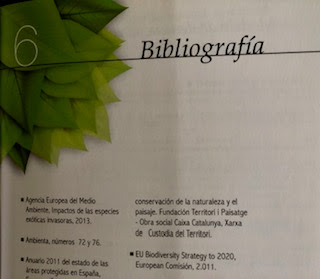 6
Bibliografía
▪ Agencia Europea del Medio
Ambiente, Impactos de las especies
exóticas invasoras, 2013.
▪ Ambienta, números 72 y 76.
▪ Anuario 2011 del estado de las
áreas protegidas en España,
conservación de la naturaleza y el
paisaje. Fundación Territori i Paisatge
- Obra social Caixa Catalunya, Xarxa
de Custodia del Territori.
▪ EU Biodiversity Strategy to 2020,
European Comisión, 2.011.